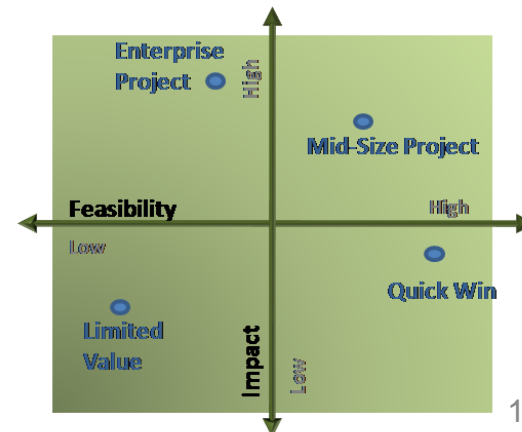 Enterprise
Project
High
Mid-Size Project
Feasibility
High
Low
Quick Win
Limited
Value
Impact
Low
1